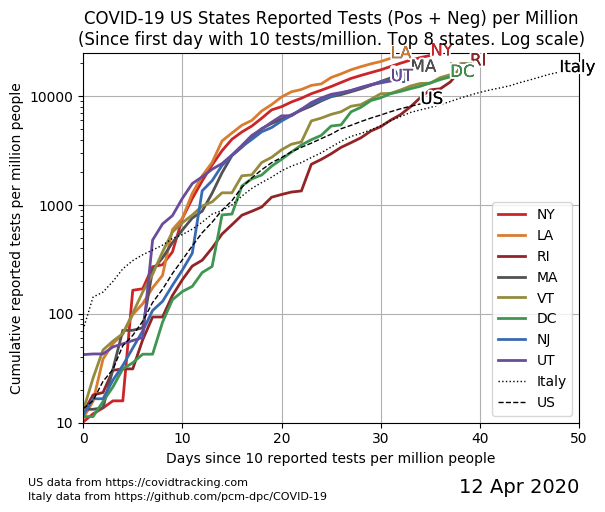 COVID-19 US States Reported Tests (Pos + Neg) per Million
(Since first day with 10 tests/million. Top 8 states. Log scale)
Cumulative reported tests per million people
10000
1000
100
10
LA
NY
RI
MA
UT
DC
Italy
US
NY
LA
RI
MA
VT
DC
NJ
UT
Italy
US
0 10 20 30 40 50
Days since 10 reported tests per million people
US data from https://covidtracking.com
Italy data from https://github.com/pcm-dpc/COVID-19
12 Apr 2020